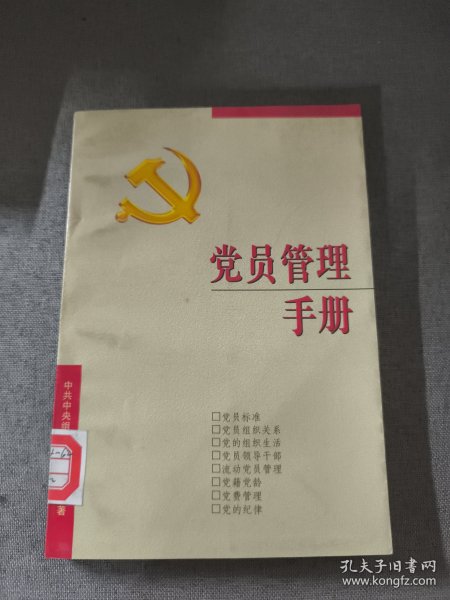 党员管理
手册
□党员标准
□党员组织关系
□党的组织生活
□党员领导干部
□流动党员管理
□党籍党龄
□党费管理
□党的纪律
中共中央组
著
孔夫子旧书网
www.kongfz.com